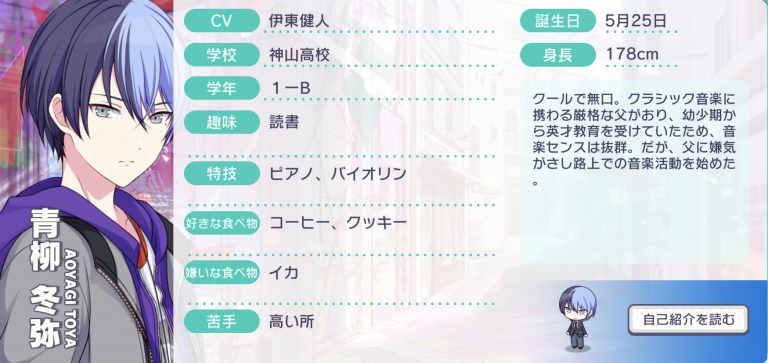 CV 伊東健人
学校 神山高校
学年 1－B
趣味 読書
特技 ピアノ、バイオリン
好きな食べ物 コーヒー、クッキー
嫌いな食べ物 イカ
苦手 高い所
誕生日 5月25日
身長 178cm
クールで無口。クラシック音楽に
携わる厳格な父がおり、幼少期か
ら英才教育を受けていたため、音
楽センスは抜群。だが、父に嫌気
がさし路上での音楽活動を始めた
。
自己紹介を読む
青柳 冬弥
AOYAGI TOYA